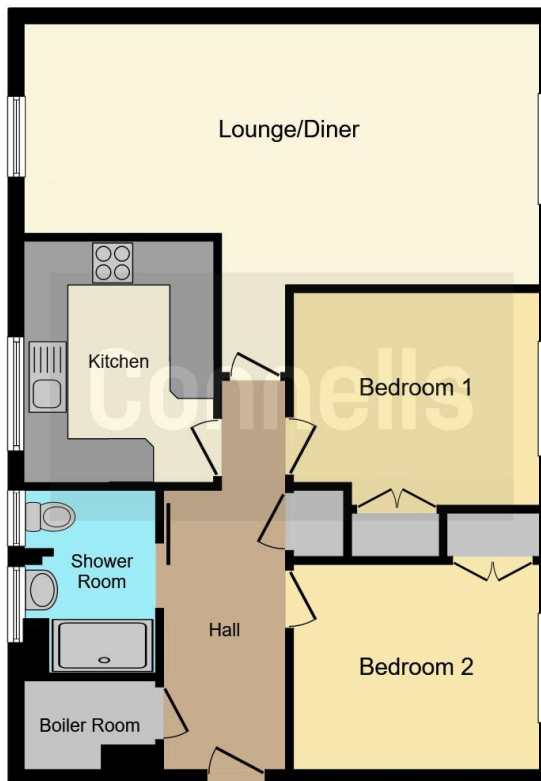 Lounge/Diner
Kitchen
Connells
Bedroom 1
Shower
Room
Hall
Bedroom 2
Boiler Room